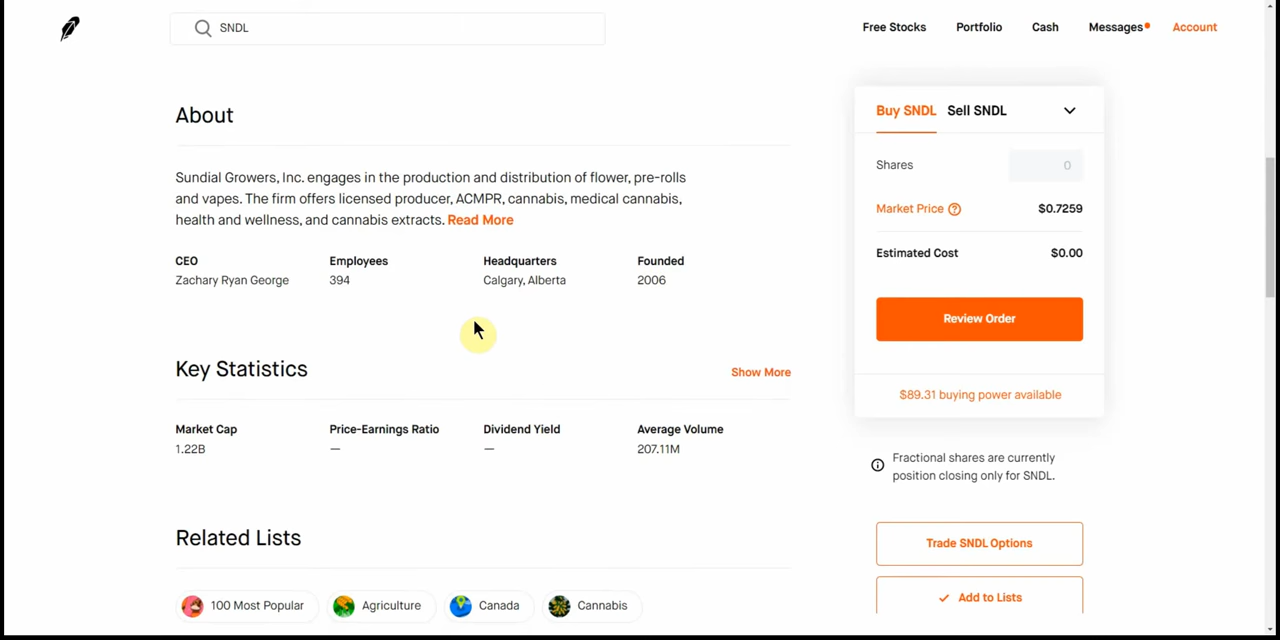 SNDL
Free Stocks
Portfolio
Cash
Messages
Account
About
Sundial Growers, Inc. engages in the production and distribution of flower, pre-rolls
and vapes. The firm offers licensed producer, ACMPR, cannabis, medical cannabis,
health and wellness, and cannabis extracts. Read More
CEO
Zachary Ryan George
Employees
394
Headquarters
Calgary, Alberta
Founded
2006
Key Statistics
Show More
Market Cap
1.22B
Price-Earnings Ratio
—
Dividend Yield
—
Average Volume
207.11M
Related Lists
100 Most Popular
Agriculture
Canada
Cannabis
Buy SNDL
Sell SNDL
Shares
0
Market Price ?
$0.7259
Estimated Cost
$0.00
Review Order
$89.31 buying power available
Fractional shares are currently
position closing only for SNDL.
Trade SNDL Options
Add to Lists